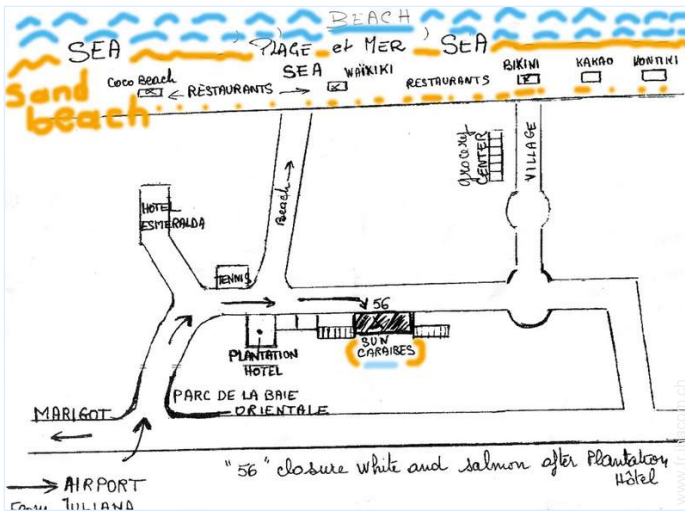 BEACH
SEA PLAGE et MER SEA
Coco Beach ← RESTAURANTS → SEA WAÏKIKI RESTAURANTS BIKINI KAKAO KONTIKI
Sand
beach
grocery
CENTER
VILLAGE
Beach →
HOTEL
ESMERALDA
TENNIS
56
PLANTATION
HOTEL
SUN
CARAIBES
PARC DE LA BAIE
ORIENTALE
MARIGOT
"56" closure white and salmon after Plantation
Hôtel
→ AIRPORT
From JULIANA